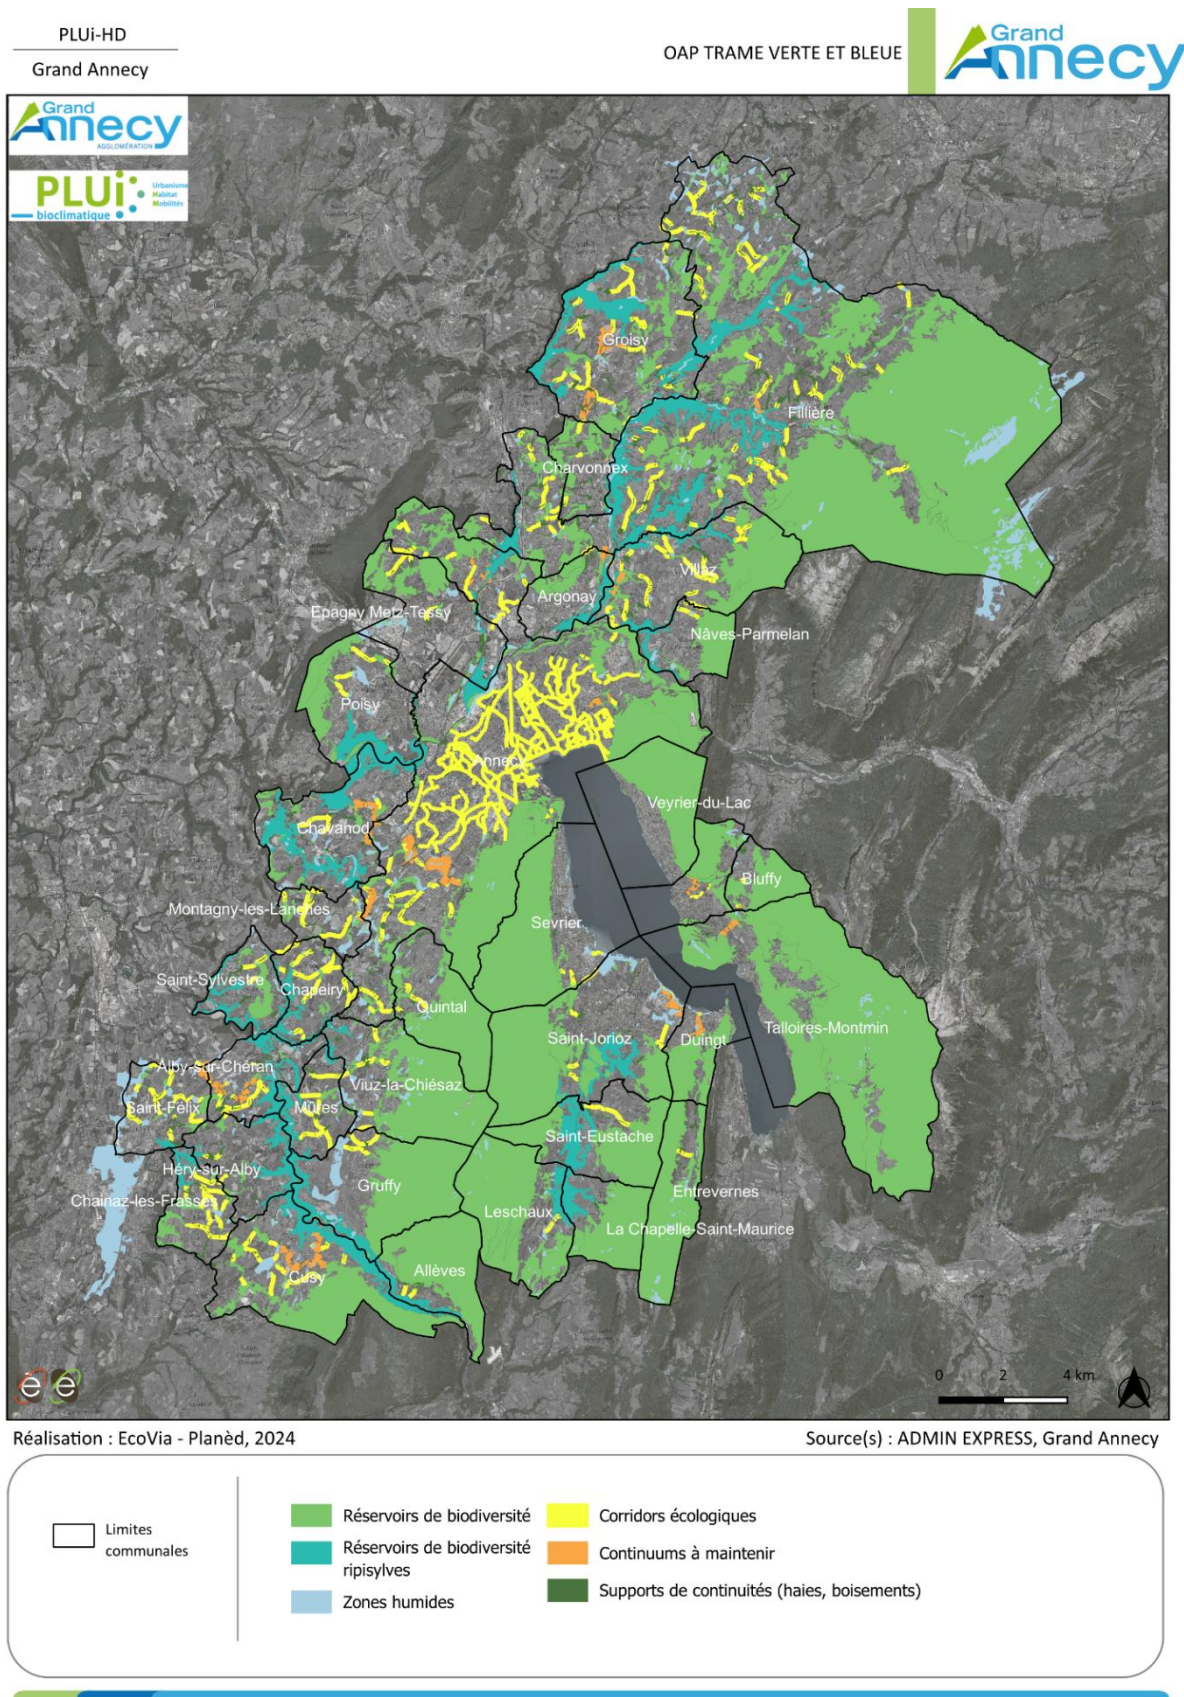 PLUi-HD
Grand Annecy
OAP TRAME VERTE ET BLEUE
Grand
Annecy
Grand
Annecy
AGGLOMÉRATION
PLUi
bioclimatique
Urbanisme
Habitat
Mobilités
Groisy
Fillière
Charvonnex
Villaz
Argonay
Epagny Metz-Tessy
Nâves-Parmelan
Poisy
Annecy
Veyrier-du-Lac
Chavanod
Bluffy
Montagny-les-Lanches
Sevrier
Saint-Sylvestre
Chapeiry
Quintal
Talloires-Montmin
Saint-Jorioz
Duingt
Alby-sur-Chéran
Viuz-la-Chiésaz
Saint-Félix
Mûres
Saint-Eustache
Héry-sur-Alby
Gruffy
Entrevernes
Chainaz-les-Frasses
Leschaux
La Chapelle-Saint-Maurice
Allèves
Cusy
0 2 4 km
Réalisation : EcoVia - Planèd, 2024
Source(s) : ADMIN EXPRESS, Grand Annecy
Limites
communales
Réservoirs de biodiversité
Réservoirs de biodiversité
ripisylves
Zones humides
Corridors écologiques
Continuums à maintenir
Supports de continuités (haies, boisements)